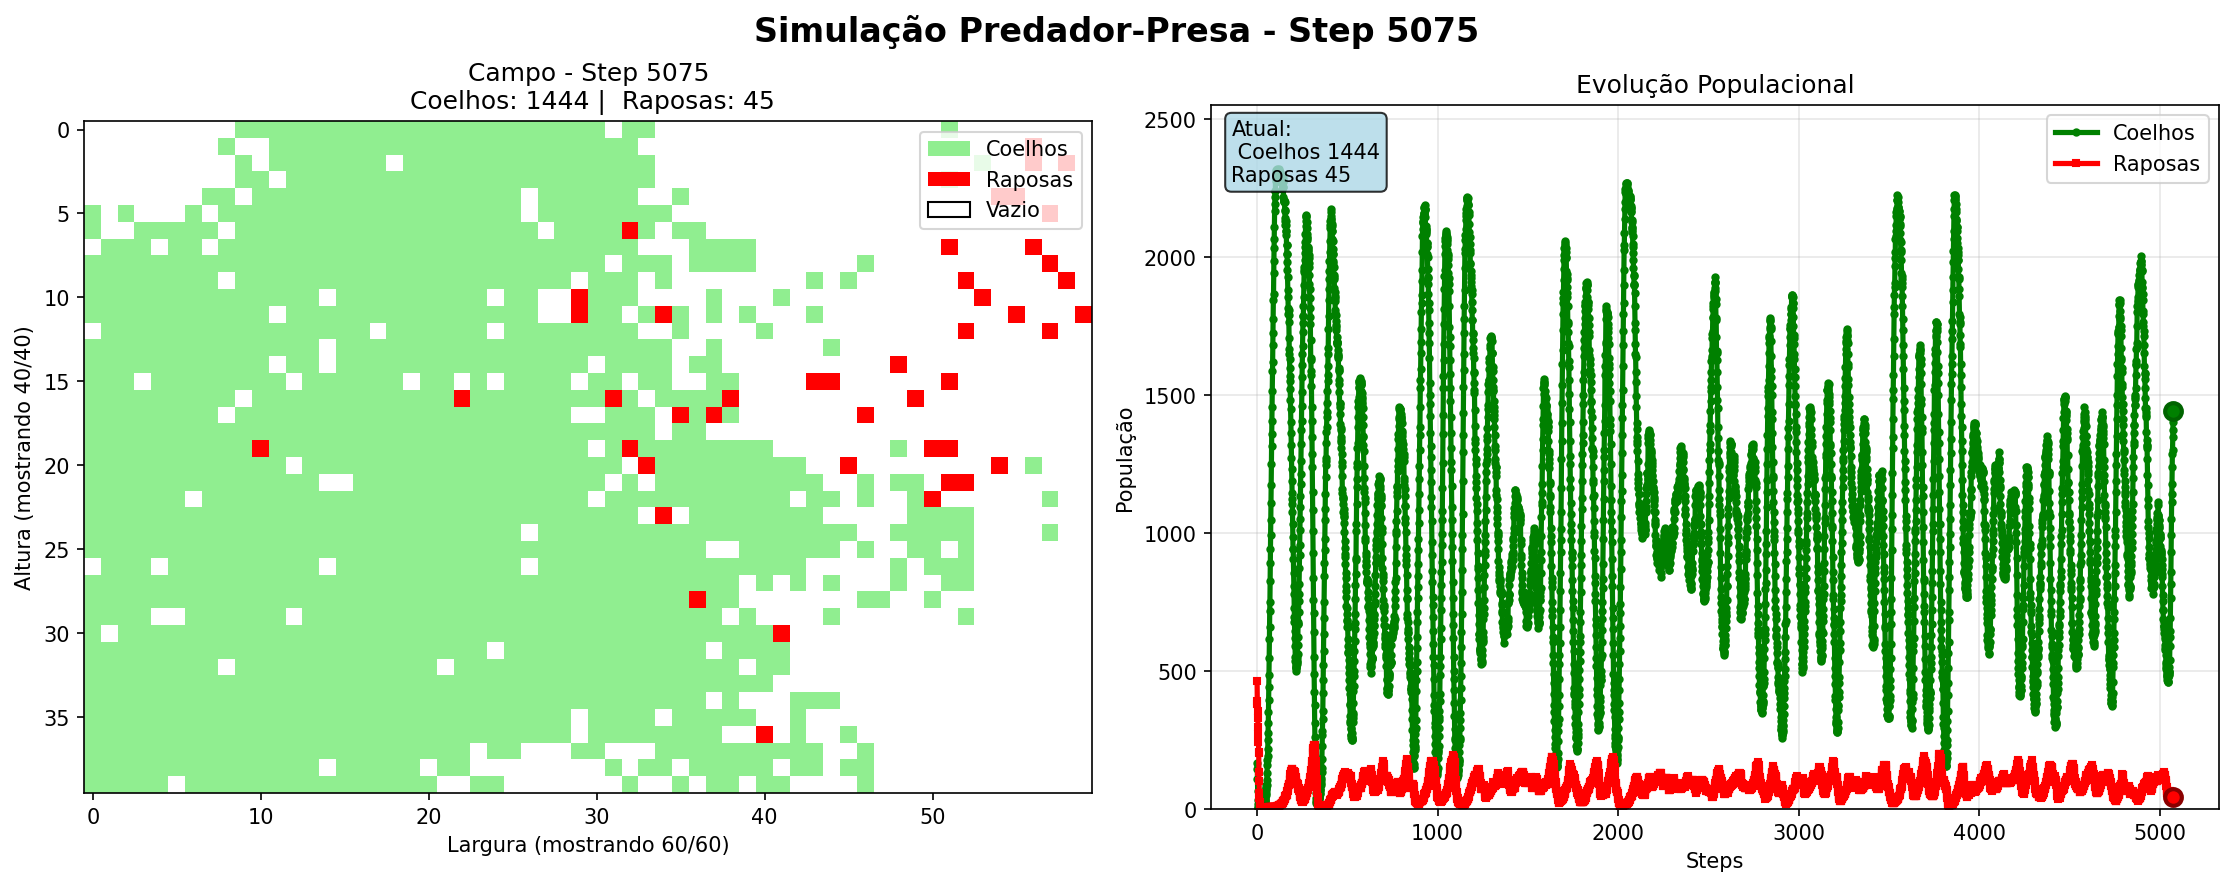 Simulação Predador-Presa - Step 5075
Campo - Step 5075
Coelhos: 1444 |  Raposas: 45
Coelhos
Raposas
Vazio
0
5
10
15
20
25
30
35
Altura (mostrando 40/40)
0
10
20
30
40
50
Largura (mostrando 60/60)
Evolução Populacional
Atual:
Coelhos 1444
Raposas 45
Coelhos
Raposas
2500
2000
1500
1000
500
0
População
0
1000
2000
3000
4000
5000
Steps